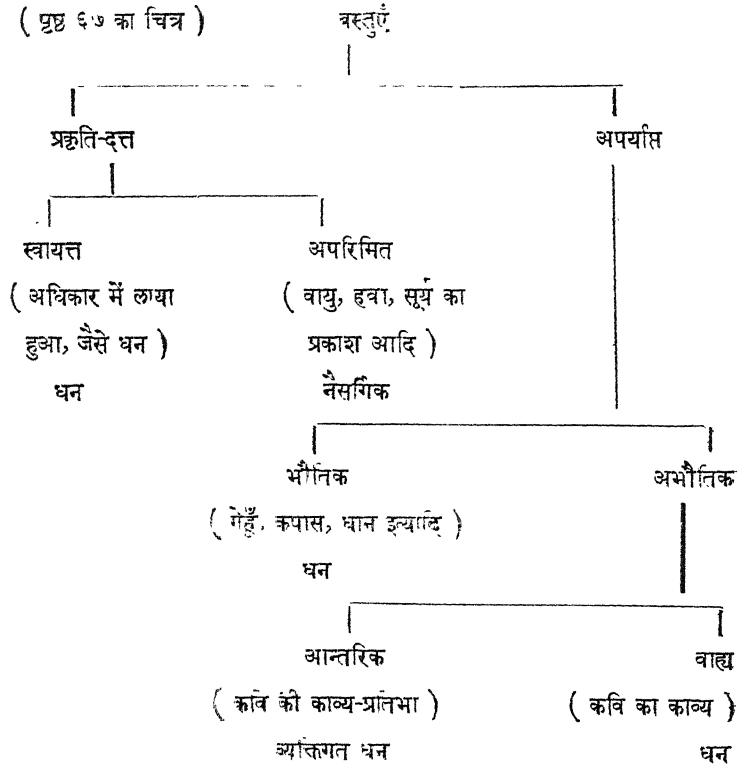 ( पृष्ठ ६७ का चित्र ) वस्तुएँ
प्रकृति-दत्त अपर्याप्त
स्वायत्त अपरिमित
( अधिकार में लाया ( वायु, हवा, सूर्य का
हुआ, जैसे धन ) प्रकाश आदि )
धन नैसर्गिक
भौतिक अभौतिक
( गेहूँ, कपास, धान इत्यादि )
धन
आन्तरिक वाह्य
( कवि की काव्य-प्रतिभा ) ( कवि का काव्य )
व्यक्तिगत धन धन